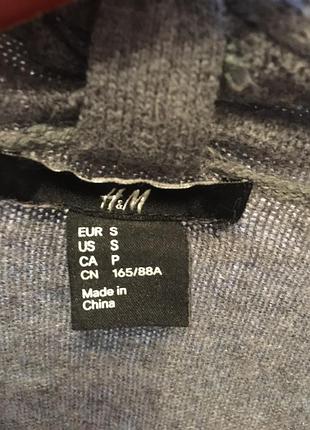 H&M
EUR S
US S
CA P
CN 165/88A
Made in
China